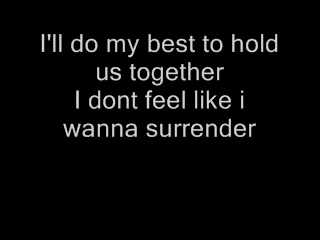 I'll do my best to hold
us together
I dont feel like i
wanna surrender